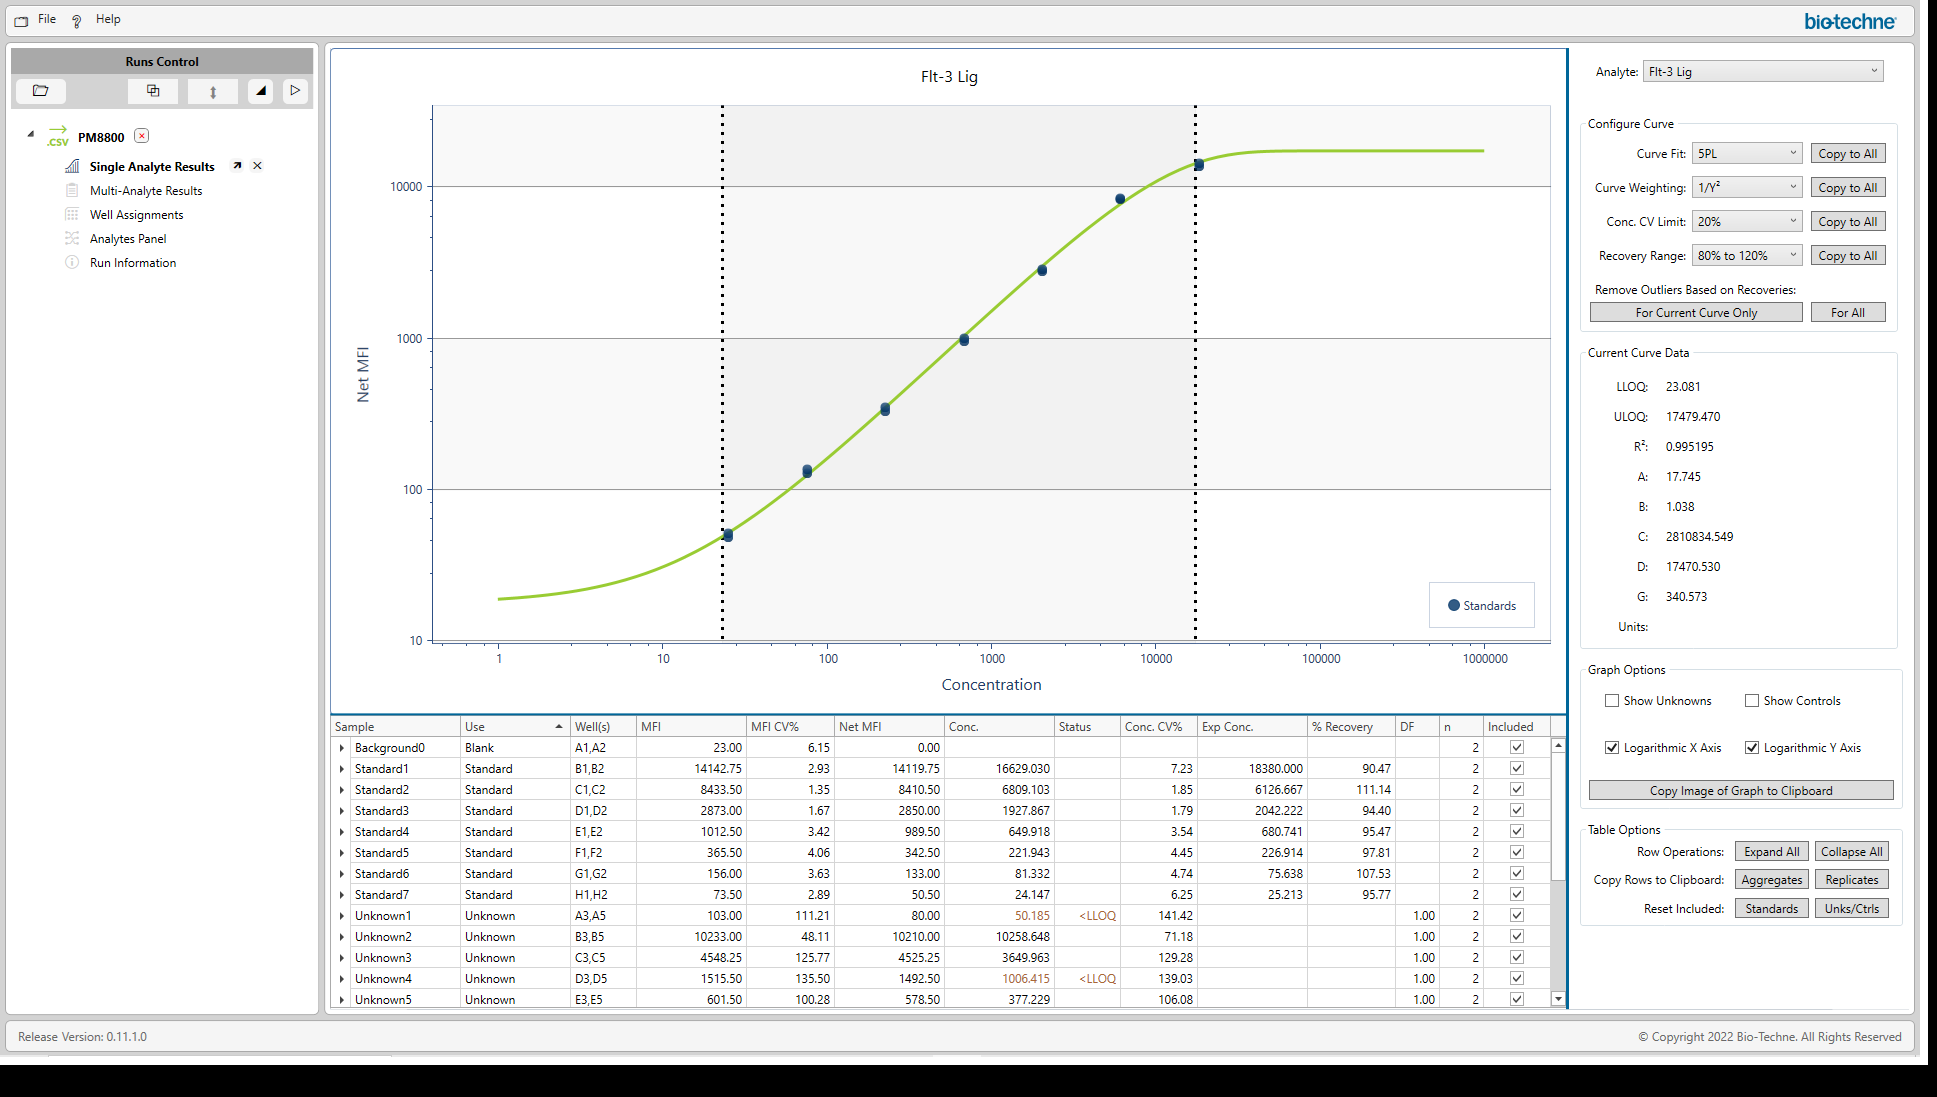 File ? Help
bio-techne
Runs Control
.CSV PM8800
Single Analyte Results
Multi-Analyte Results
Well Assignments
Analytes Panel
Run Information
Flt-3 Lig
Net MFI
10000
1000
100
10
1 10 100 1000 10000 100000 1000000
Concentration
Standards
Sample Use Well(s) MFI MFI CV% Net MFI Conc. Status Conc. CV% Exp Conc. % Recovery DF n Included
Background0 Blank A1,A2 23.00 6.15 0.00 2
Standard1 Standard B1,B2 14142.75 2.93 14119.75 16629.030 7.23 18380.000 90.47 2
Standard2 Standard C1,C2 8433.50 1.35 8410.50 6809.103 1.85 6126.667 111.14 2
Standard3 Standard D1,D2 2873.00 1.67 2850.00 1927.867 1.79 2042.222 94.40 2
Standard4 Standard E1,E2 1012.50 3.42 989.50 649.918 3.54 680.741 95.47 2
Standard5 Standard F1,F2 365.50 4.06 342.50 221.943 4.45 226.914 97.81 2
Standard6 Standard G1,G2 156.00 3.63 133.00 81.332 4.74 75.638 107.53 2
Standard7 Standard H1,H2 73.50 2.89 50.50 24.147 6.25 25.213 95.77 2
Unknown1 Unknown A3,A5 103.00 111.21 80.00 50.185 <LLOQ 141.42 1.00 2
Unknown2 Unknown B3,B5 10233.00 48.11 10210.00 10258.648 71.18 1.00 2
Unknown3 Unknown C3,C5 4548.25 125.77 4525.25 3649.963 129.28 1.00 2
Unknown4 Unknown D3,D5 1515.50 135.50 1492.50 1006.415 <LLOQ 139.03 1.00 2
Unknown5 Unknown E3,E5 601.50 100.28 578.50 377.229 106.08 1.00 2
Analyte: Flt-3 Lig
Configure Curve
Curve Fit: 5PL Copy to All
Curve Weighting: 1/Y² Copy to All
Conc. CV Limit: 20% Copy to All
Recovery Range: 80% to 120% Copy to All
Remove Outliers Based on Recoveries:
For Current Curve Only For All
Current Curve Data
LLOQ: 23.081
ULOQ: 17479.470
R²: 0.995195
A: 17.745
B: 1.038
C: 2810834.549
D: 17470.530
G: 340.573
Units:
Graph Options
Show Unknowns Show Controls
Logarithmic X Axis Logarithmic Y Axis
Copy Image of Graph to Clipboard
Table Options
Row Operations: Expand All Collapse All
Copy Rows to Clipboard: Aggregates Replicates
Reset Included: Standards Unks/Ctrls
Release Version: 0.11.1.0
© Copyright 2022 Bio-Techne. All Rights Reserved